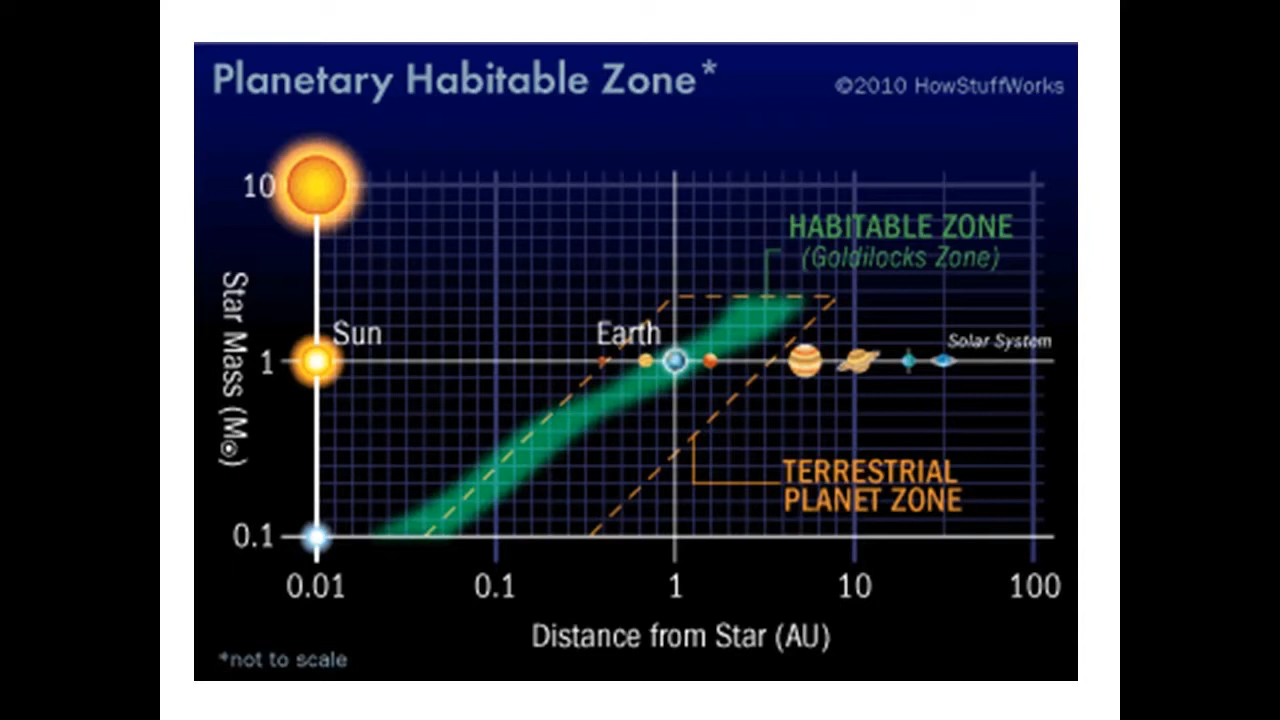 Planetary Habitable Zone*
©2010 HowStuffWorks
10
HABITABLE ZONE
(Goldilocks Zone)
Star Mass (M☉)
Sun
Earth
Solar System
1
TERRESTRIAL
PLANET ZONE
0.1
0.01
0.1
1
10
100
Distance from Star (AU)
*not to scale